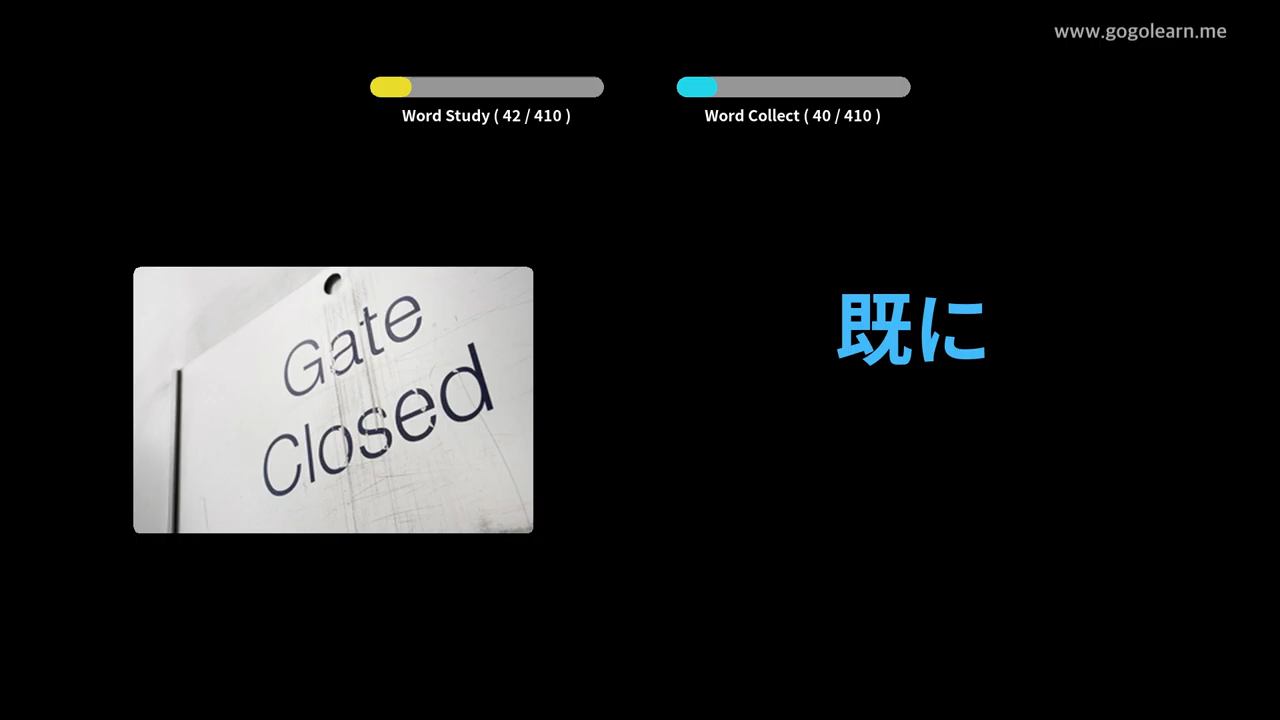 www.gogolearn.me
Word Study ( 42 / 410 )
Word Collect ( 40 / 410 )
Gate
Closed
既に